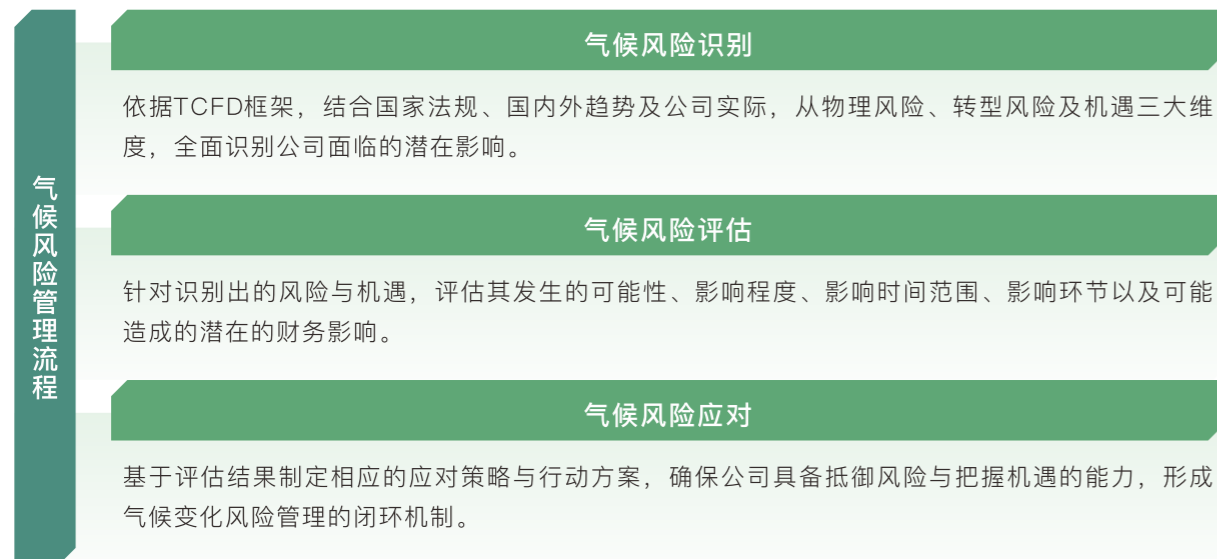 气候风险管理流程
气候风险识别
依据TCFD框架，结合国家法规、国内外趋势及公司实际，从物理风险、转型风险及机遇三大维
度，全面识别公司面临的潜在影响。
气候风险评估
针对识别出的风险与机遇，评估其发生的可能性、影响程度、影响时间范围、影响环节以及可能
造成的潜在的财务影响。
气候风险应对
基于评估结果制定相应的应对策略与行动方案，确保公司具备抵御风险与把握机遇的能力，形成
气候变化风险管理的闭环机制。